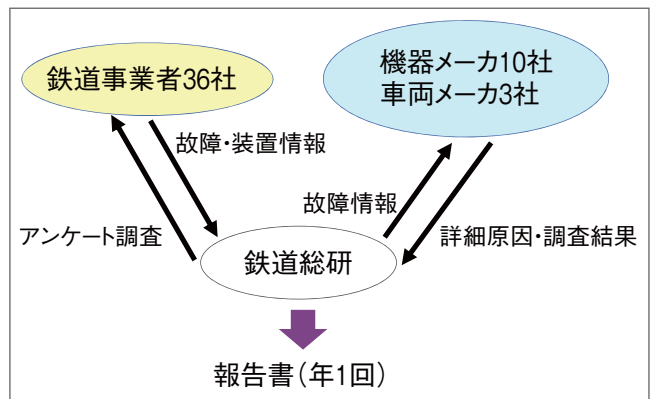 鉄道事業者36社
機器メーカ10社
車両メーカ3社
故障・装置情報
故障情報
アンケート調査
詳細原因・調査結果
鉄道総研
報告書(年1回)